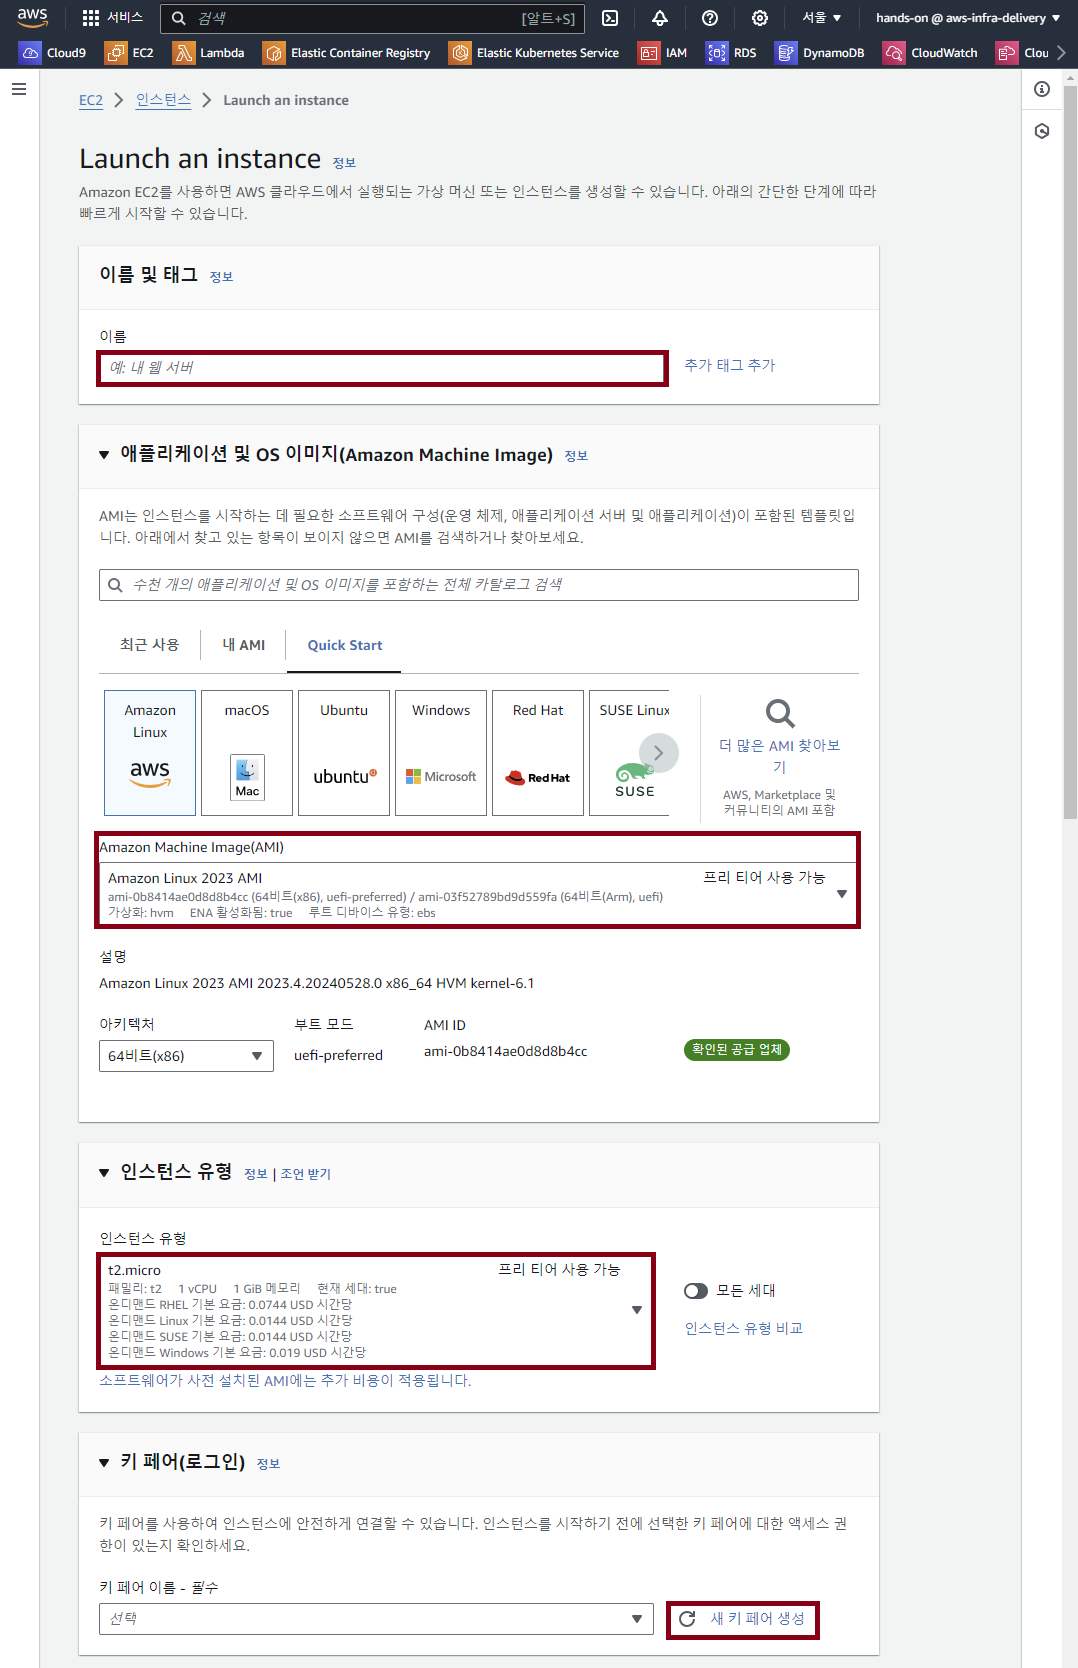 aws
서비스
검색
[알트+S]
서울
hands-on @ aws-infra-delivery
Cloud9
EC2
Lambda
Elastic Container Registry
Elastic Kubernetes Service
IAM
RDS
DynamoDB
CloudWatch
Clou
EC2
인스턴스
Launch an instance
Launch an instance 정보
Amazon EC2를 사용하면 AWS 클라우드에서 실행되는 가상 머신 또는 인스턴스를 생성할 수 있습니다. 아래의 간단한 단계에 따라
빠르게 시작할 수 있습니다.
이름 및 태그 정보
이름
예: 내 웹 서버
추가 태그 추가
애플리케이션 및 OS 이미지(Amazon Machine Image) 정보
AMI는 인스턴스를 시작하는 데 필요한 소프트웨어 구성(운영 체제, 애플리케이션 서버 및 애플리케이션)이 포함된 템플릿입
니다. 아래에서 찾고 있는 항목이 보이지 않으면 AMI를 검색하거나 찾아보세요.
수천 개의 애플리케이션 및 OS 이미지를 포함하는 전체 카탈로그 검색
최근 사용
내 AMI
Quick Start
Amazon
Linux
aws
macOS
Mac
Ubuntu
ubuntu
Windows
Microsoft
Red Hat
Red Hat
SUSE Linux
SUSE
더 많은 AMI 찾아보
기
AWS, Marketplace 및
커뮤니티의 AMI 포함
Amazon Machine Image(AMI)
Amazon Linux 2023 AMI
프리 티어 사용 가능
ami-0b8414ae0d8d8b4cc (64비트(x86), uefi-preferred) / ami-03f52789bd9d559fa (64비트(Arm), uefi)
가상화: hvm ENA 활성화됨: true 루트 디바이스 유형: ebs
설명
Amazon Linux 2023 AMI 2023.4.20240528.0 x86_64 HVM kernel-6.1
아키텍처
64비트(x86)
부트 모드
uefi-preferred
AMI ID
ami-0b8414ae0d8d8b4cc
확인된 공급 업체
인스턴스 유형 정보 | 조언 받기
인스턴스 유형
t2.micro
프리 티어 사용 가능
패밀리: t2 1 vCPU 1 GiB 메모리 현재 세대: true
온디맨드 RHEL 기본 요금: 0.0744 USD 시간당
온디맨드 Linux 기본 요금: 0.0144 USD 시간당
온디맨드 SUSE 기본 요금: 0.0144 USD 시간당
온디맨드 Windows 기본 요금: 0.019 USD 시간당
모든 세대
인스턴스 유형 비교
소프트웨어가 사전 설치된 AMI에는 추가 비용이 적용됩니다.
키 페어(로그인) 정보
키 페어를 사용하여 인스턴스에 안전하게 연결할 수 있습니다. 인스턴스를 시작하기 전에 선택한 키 페어에 대한 액세스 권
한이 있는지 확인하세요.
키 페어 이름 - 필수
선택
새 키 페어 생성